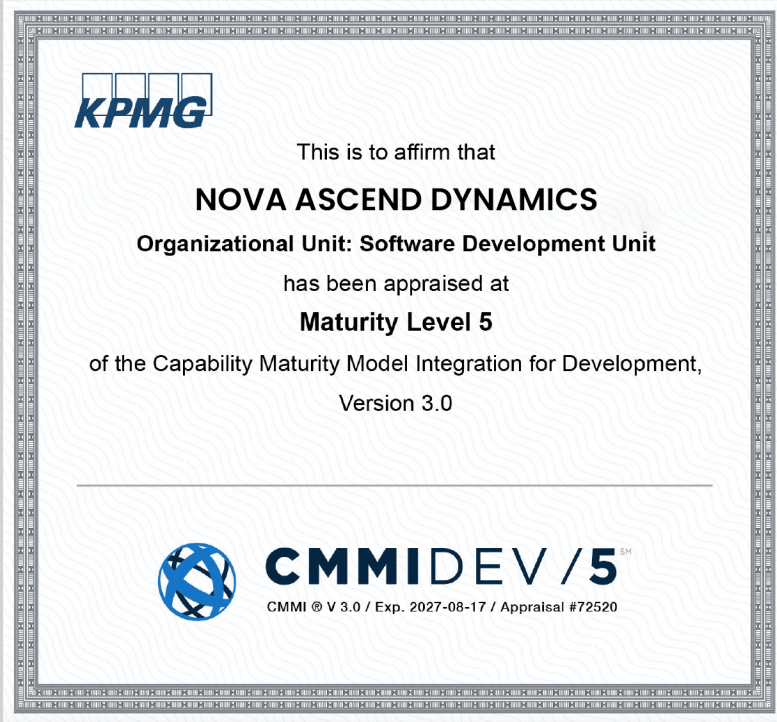 KPMG
This is to affirm that
NOVA ASCEND DYNAMICS
Organizational Unit: Software Development Unit
has been appraised at
Maturity Level 5
of the Capability Maturity Model Integration for Development,
Version 3.0
CMMIDEV/5 SM
CMMI ® V 3.0 / Exp. 2027-08-17 / Appraisal #72520